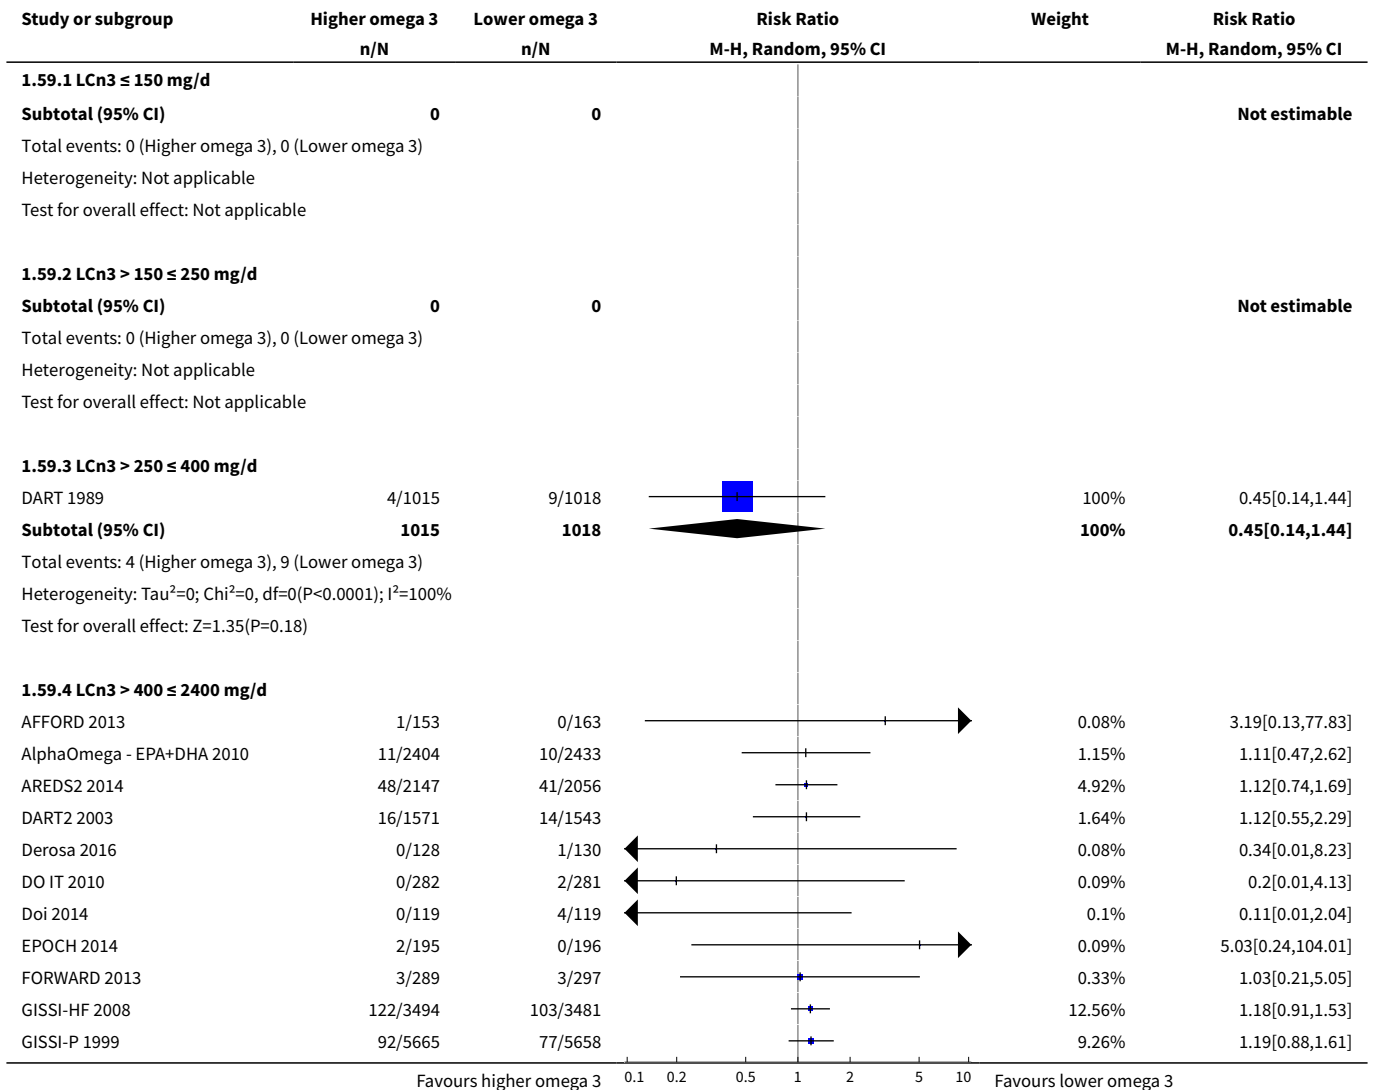 Study or subgroup Higher omega 3 Lower omega 3 Risk Ratio Weight Risk Ratio
n/N n/N M-H, Random, 95% CI M-H, Random, 95% CI
1.59.1 LCn3 ≤ 150 mg/d
Subtotal (95% CI) 0 0 Not estimable
Total events: 0 (Higher omega 3), 0 (Lower omega 3)
Heterogeneity: Not applicable
Test for overall effect: Not applicable
1.59.2 LCn3 > 150 ≤ 250 mg/d
Subtotal (95% CI) 0 0 Not estimable
Total events: 0 (Higher omega 3), 0 (Lower omega 3)
Heterogeneity: Not applicable
Test for overall effect: Not applicable
1.59.3 LCn3 > 250 ≤ 400 mg/d
DART 1989 4/1015 9/1018 100% 0.45[0.14,1.44]
Subtotal (95% CI) 1015 1018 100% 0.45[0.14,1.44]
Total events: 4 (Higher omega 3), 9 (Lower omega 3)
Heterogeneity: Tau²=0; Chi²=0, df=0(P<0.0001); I²=100%
Test for overall effect: Z=1.35(P=0.18)
1.59.4 LCn3 > 400 ≤ 2400 mg/d
AFFORD 2013 1/153 0/163 0.08% 3.19[0.13,77.83]
AlphaOmega - EPA+DHA 2010 11/2404 10/2433 1.15% 1.11[0.47,2.62]
AREDS2 2014 48/2147 41/2056 4.92% 1.12[0.74,1.69]
DART2 2003 16/1571 14/1543 1.64% 1.12[0.55,2.29]
Derosa 2016 0/128 1/130 0.08% 0.34[0.01,8.23]
DO IT 2010 0/282 2/281 0.09% 0.2[0.01,4.13]
Doi 2014 0/119 4/119 0.1% 0.11[0.01,2.04]
EPOCH 2014 2/195 0/196 0.09% 5.03[0.24,104.01]
FORWARD 2013 3/289 3/297 0.33% 1.03[0.21,5.05]
GISSI-HF 2008 122/3494 103/3481 12.56% 1.18[0.91,1.53]
GISSI-P 1999 92/5665 77/5658 9.26% 1.19[0.88,1.61]
Favours higher omega 3 0.1 0.2 0.5 1 2 5 10 Favours lower omega 3